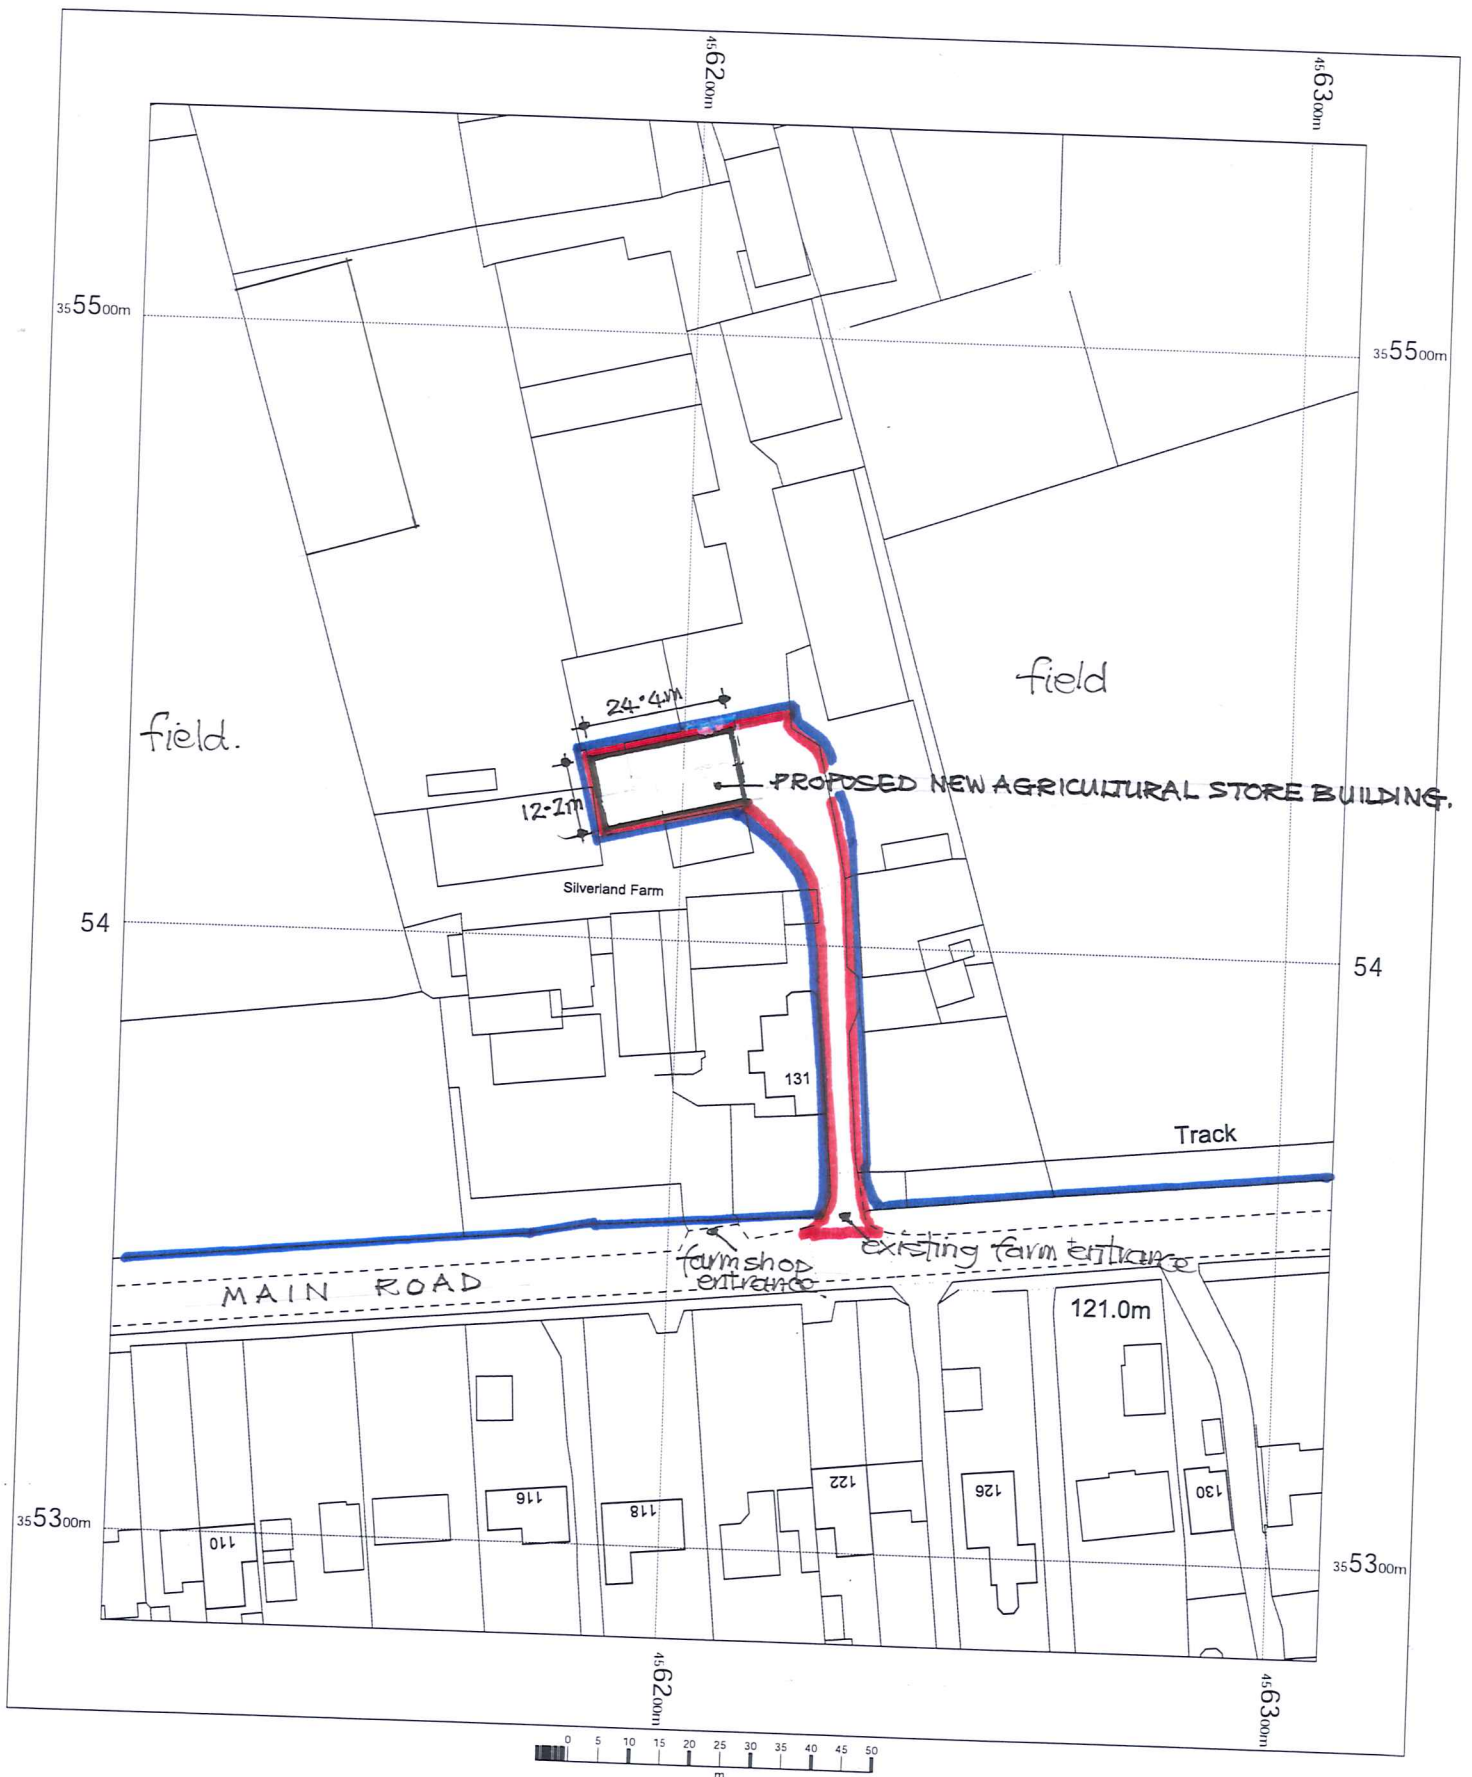 456200m
456300m
355500m
355500m
field
24.4m
field.
PROPOSED NEW AGRICULTURAL STORE BUILDING.
12.2m
Silverland Farm
54
54
131
Track
existing farm entrance
farm shop
entrance
MAIN ROAD
121.0m
122
116
118
126
130
110
355300m
355300m
456200m
456300m
0 5 10 15 20 25 30 35 40 45 50
m